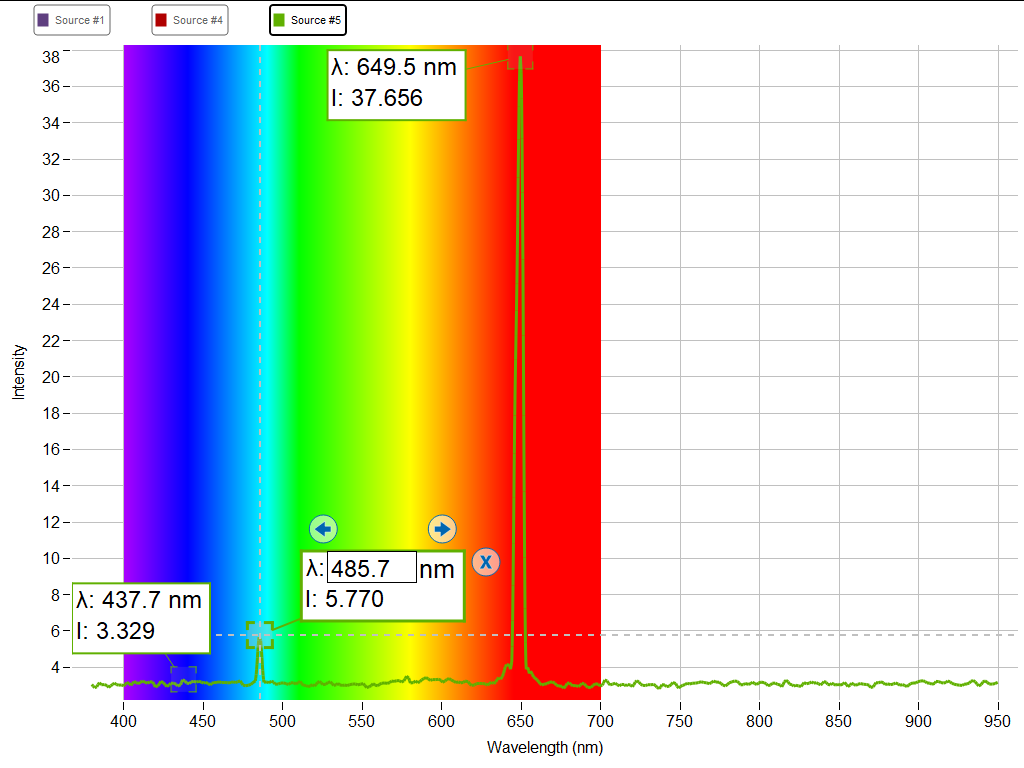 Source #1
Source #4
Source #5
38
36
34
32
30
28
26
24
22
20
18
16
14
12
10
8
6
4
Intensity
λ: 649.5 nm
I: 37.656
λ: 485.7 nm
I: 5.770
X
λ: 437.7 nm
I: 3.329
400 450 500 550 600 650 700 750 800 850 900 950
Wavelength (nm)